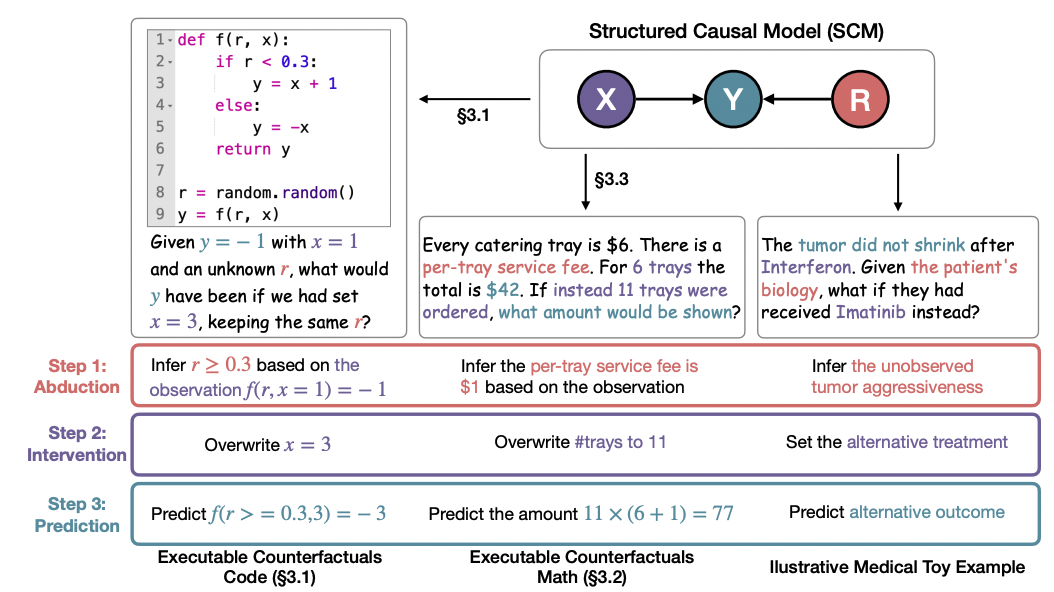 Structured Causal Model (SCM)
X
Y
R
§3.1
§3.3
1 def f(r, x):
2 if r < 0.3:
3 y = x + 1
4 else:
5 y = -x
6 return y
7
8 r = random.random()
9 y = f(r, x)
Given y = − 1 with x = 1
and an unknown r, what would
y have been if we had set
x = 3, keeping the same r?
Every catering tray is $6. There is a
per-tray service fee. For 6 trays the
total is $42. If instead 11 trays were
ordered, what amount would be shown?
The tumor did not shrink after
Interferon. Given the patient's
biology, what if they had
received Imatinib instead?
Step 1:
Abduction
Infer r ≥ 0.3 based on the
observation f(r, x = 1) = − 1
Infer the per-tray service fee is
$1 based on the observation
Infer the unobserved
tumor aggressiveness
Step 2:
Intervention
Overwrite x = 3
Overwrite #trays to 11
Set the alternative treatment
Step 3:
Prediction
Predict f(r > = 0.3,3) = − 3
Predict the amount 11 × (6 + 1) = 77
Predict alternative outcome
Executable Counterfactuals
Code (§3.1)
Executable Counterfactuals
Math (§3.2)
Ilustrative Medical Toy Example